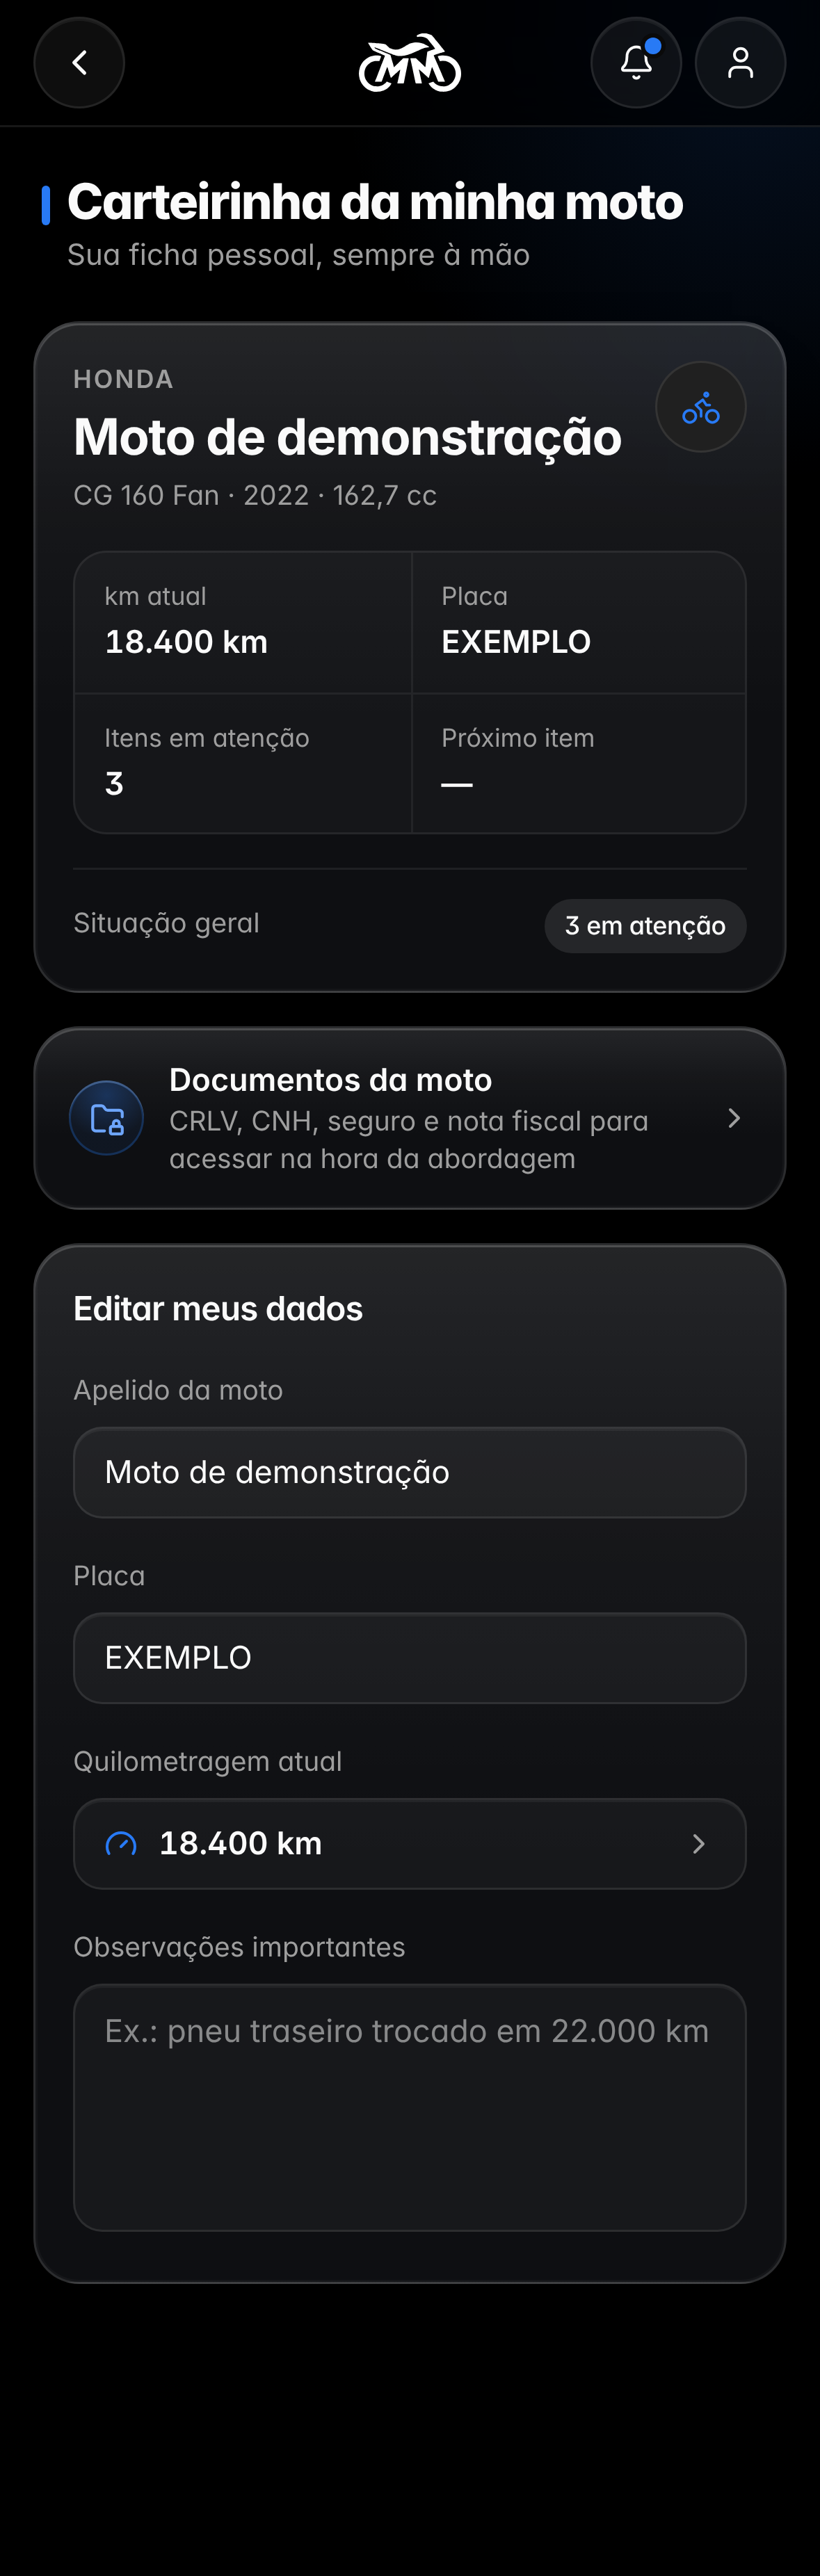 MM
Carteirinha da minha moto
Sua ficha pessoal, sempre à mão
HONDA
Moto de demonstração
CG 160 Fan · 2022 · 162,7 cc
km atual
18.400 km
Placa
EXEMPLO
Itens em atenção
3
Próximo item
—
Situação geral
3 em atenção
Documentos da moto
CRLV, CNH, seguro e nota fiscal para
acessar na hora da abordagem
Editar meus dados
Apelido da moto
Moto de demonstração
Placa
EXEMPLO
Quilometragem atual
18.400 km
Observações importantes
Ex.: pneu traseiro trocado em 22.000 km